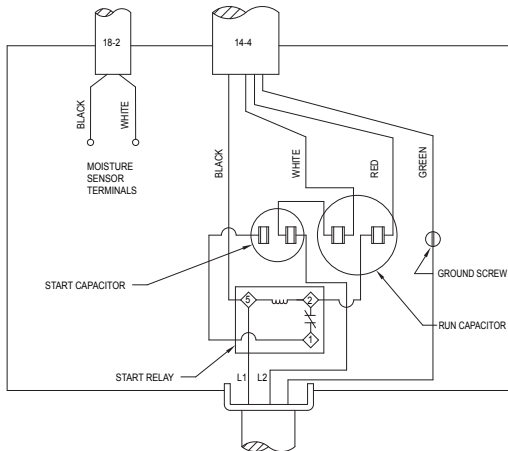 18-2
14-4
BLACK
WHITE
MOISTURE
SENSOR
TERMINALS
BLACK
WHITE
RED
GREEN
START CAPACITOR
GROUND SCREW
RUN CAPACITOR
5
2
1
START RELAY
L1
L2